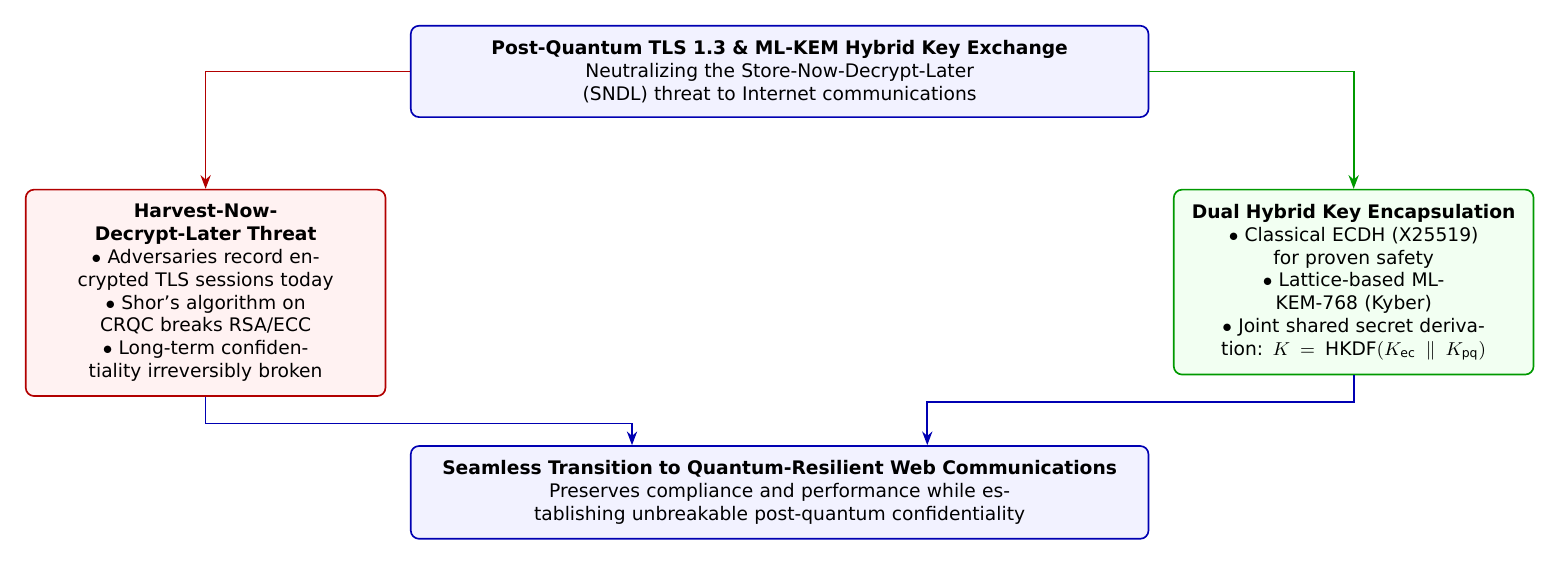 Post-Quantum TLS 1.3 & ML-KEM Hybrid Key Exchange
Neutralizing the Store-Now-Decrypt-Later
(SNDL) threat to Internet communications
Harvest-Now-
Decrypt-Later Threat
• Adversaries record en-
crypted TLS sessions today
• Shor’s algorithm on
CRQC breaks RSA/ECC
• Long-term confiden-
tiality irreversibly broken
Dual Hybrid Key Encapsulation
• Classical ECDH (X25519)
for proven safety
• Lattice-based ML-
KEM-768 (Kyber)
• Joint shared secret deriva-
tion: K = HKDF(K_ec ∥ K_pq)
Seamless Transition to Quantum-Resilient Web Communications
Preserves compliance and performance while es-
tablishing unbreakable post-quantum confidentiality